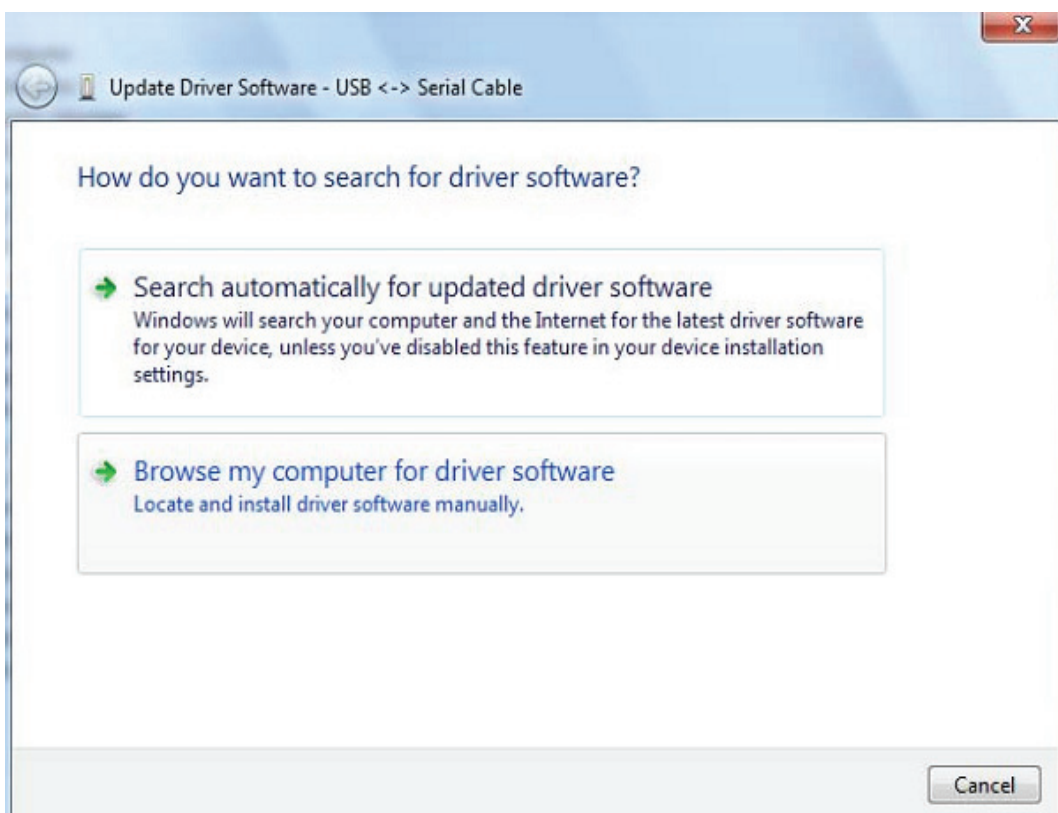 Update Driver Software - USB <-> Serial Cable
How do you want to search for driver software?
Search automatically for updated driver software
Windows will search your computer and the Internet for the latest driver software
for your device, unless you've disabled this feature in your device installation
settings.
Browse my computer for driver software
Locate and install driver software manually.
Cancel